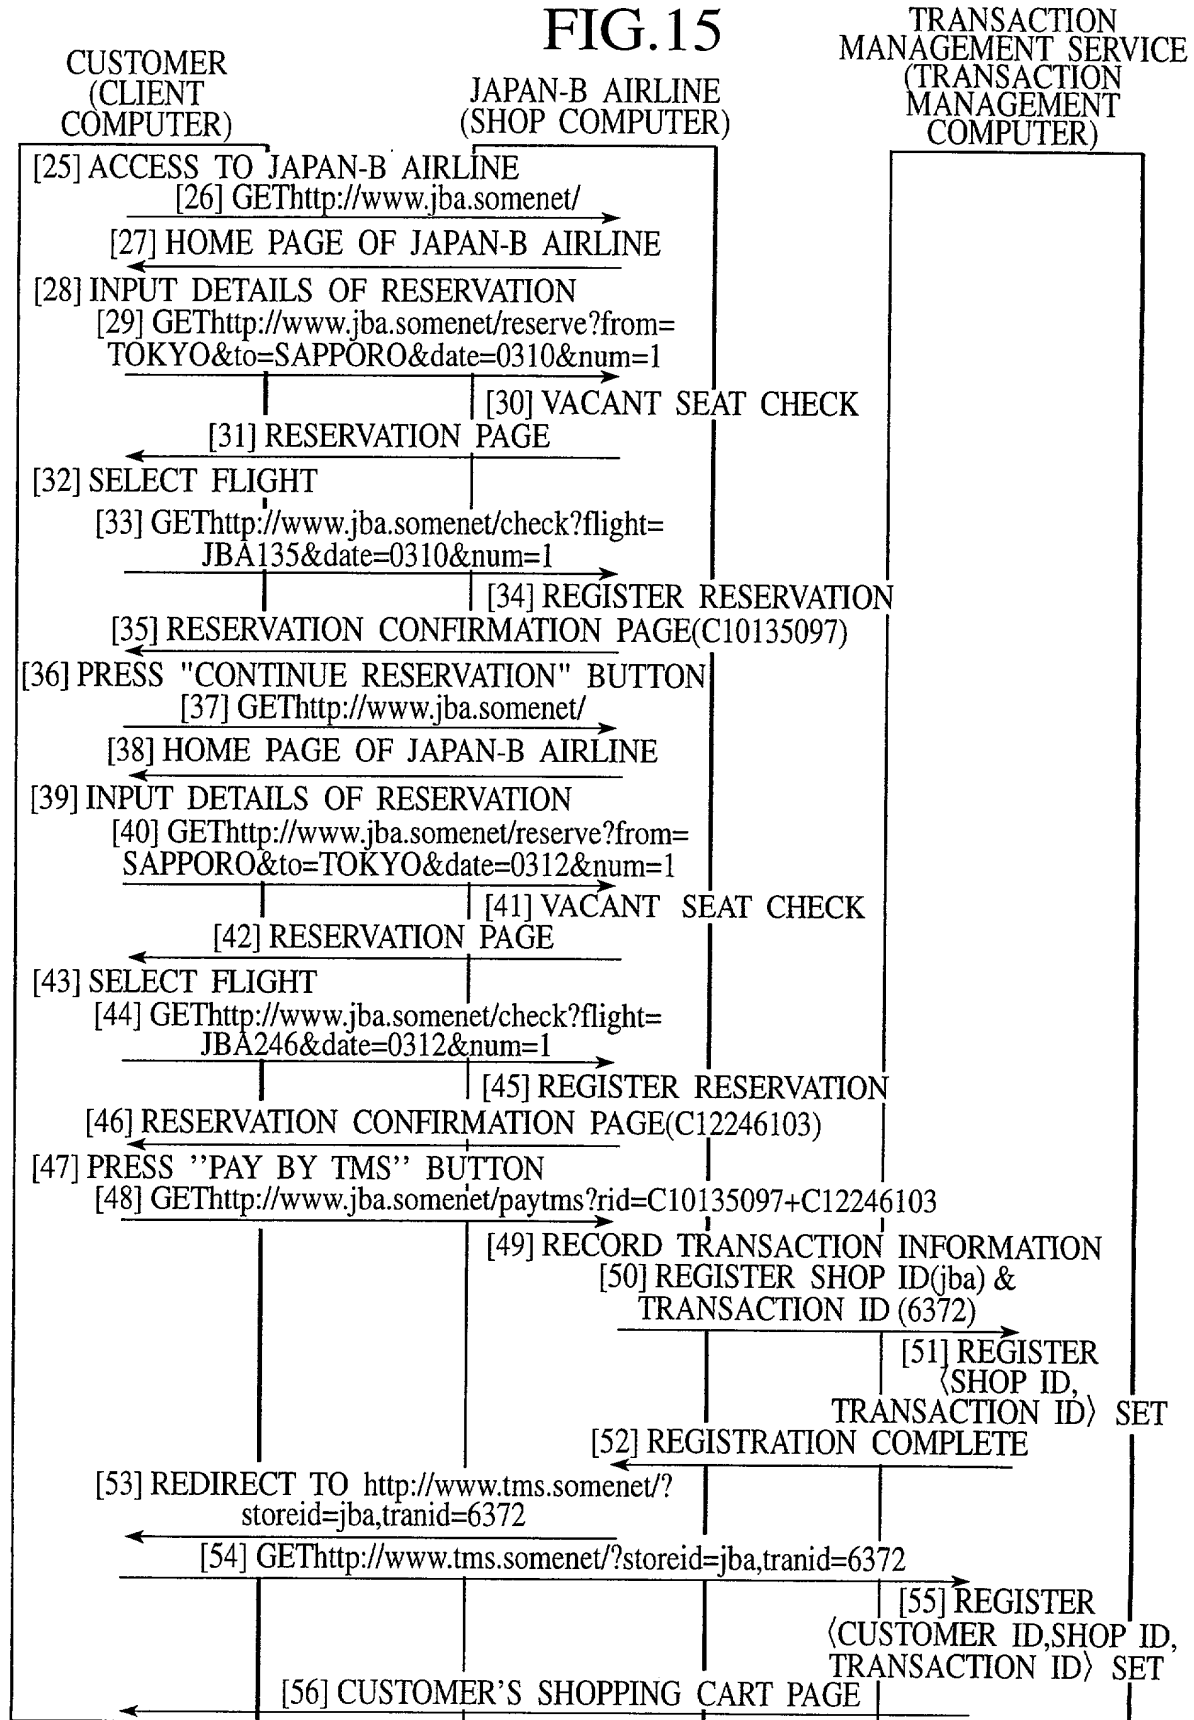 FIG.15
CUSTOMER
(CLIENT
COMPUTER)
JAPAN-B AIRLINE
(SHOP COMPUTER)
TRANSACTION
MANAGEMENT SERVICE
(TRANSACTION
MANAGEMENT
COMPUTER)
[25] ACCESS TO JAPAN-B AIRLINE
[26] GEThttp://www.jba.somenet/
[27] HOME PAGE OF JAPAN-B AIRLINE
[28] INPUT DETAILS OF RESERVATION
[29] GEThttp://www.jba.somenet/reserve?from=
TOKYO&to=SAPPORO&date=0310&num=1
[30] VACANT SEAT CHECK
[31] RESERVATION PAGE
[32] SELECT FLIGHT
[33] GEThttp://www.jba.somenet/check?flight=
JBA135&date=0310&num=1
[34] REGISTER RESERVATION
[35] RESERVATION CONFIRMATION PAGE(C10135097)
[36] PRESS "CONTINUE RESERVATION" BUTTON
[37] GEThttp://www.jba.somenet/
[38] HOME PAGE OF JAPAN-B AIRLINE
[39] INPUT DETAILS OF RESERVATION
[40] GEThttp://www.jba.somenet/reserve?from=
SAPPORO&to=TOKYO&date=0312&num=1
[41] VACANT SEAT CHECK
[42] RESERVATION PAGE
[43] SELECT FLIGHT
[44] GEThttp://www.jba.somenet/check?flight=
JBA246&date=0312&num=1
[45] REGISTER RESERVATION
[46] RESERVATION CONFIRMATION PAGE(C12246103)
[47] PRESS ”PAY BY TMS” BUTTON
[48] GEThttp://www.jba.somenet/paytms?rid=C10135097+C12246103
[49] RECORD TRANSACTION INFORMATION
[50] REGISTER SHOP ID(jba) &
TRANSACTION ID (6372)
[51] REGISTER
〈SHOP ID,
TRANSACTION ID〉 SET
[52] REGISTRATION COMPLETE
[53] REDIRECT TO http://www.tms.somenet/?
storeid=jba,tranid=6372
[54] GEThttp://www.tms.somenet/?storeid=jba,tranid=6372
[55] REGISTER
〈CUSTOMER ID,SHOP ID,
TRANSACTION ID〉 SET
[56] CUSTOMER'S SHOPPING CART PAGE